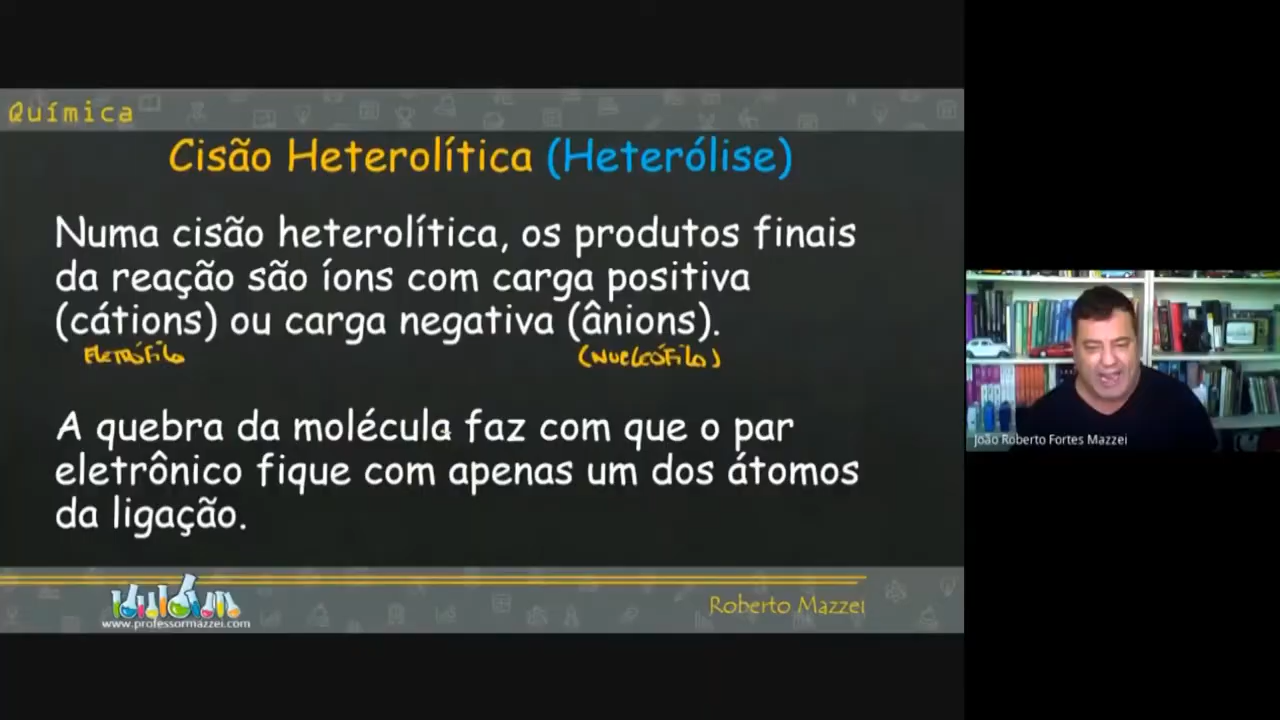 Química
Cisão Heterolítica (Heterólise)
Numa cisão heterolítica, os produtos finais
da reação são íons com carga positiva
(cátions) ou carga negativa (ânions).
ELETRÓFILO (NUCLEÓFILO)
A quebra da molécula faz com que o par
eletrônico fique com apenas um dos átomos
da ligação.
www.professormazzei.com
Roberto Mazzei
João Roberto Fortes Mazzei